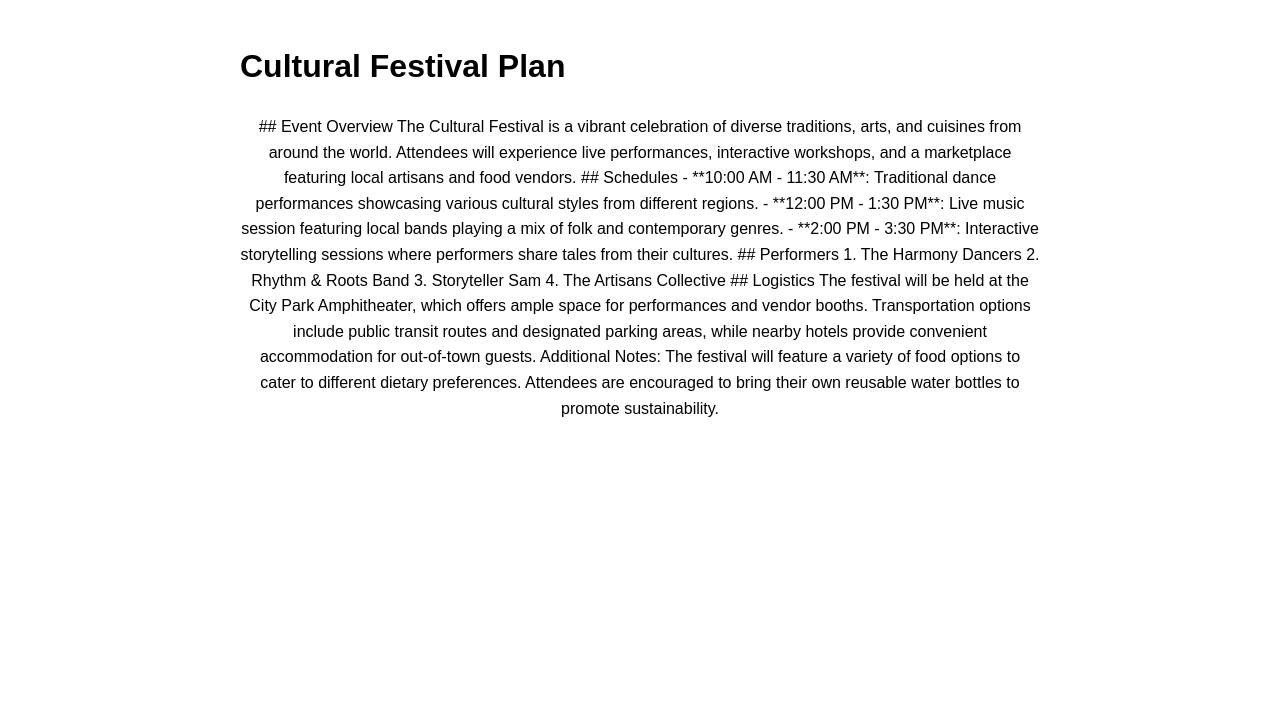 Cultural Festival Plan
## Event Overview The Cultural Festival is a vibrant celebration of diverse traditions, arts, and cuisines from
around the world. Attendees will experience live performances, interactive workshops, and a marketplace
featuring local artisans and food vendors. ## Schedules - **10:00 AM - 11:30 AM**: Traditional dance
performances showcasing various cultural styles from different regions. - **12:00 PM - 1:30 PM**: Live music
session featuring local bands playing a mix of folk and contemporary genres. - **2:00 PM - 3:30 PM**: Interactive
storytelling sessions where performers share tales from their cultures. ## Performers 1. The Harmony Dancers 2.
Rhythm & Roots Band 3. Storyteller Sam 4. The Artisans Collective ## Logistics The festival will be held at the
City Park Amphitheater, which offers ample space for performances and vendor booths. Transportation options
include public transit routes and designated parking areas, while nearby hotels provide convenient
accommodation for out-of-town guests. Additional Notes: The festival will feature a variety of food options to
cater to different dietary preferences. Attendees are encouraged to bring their own reusable water bottles to
promote sustainability.